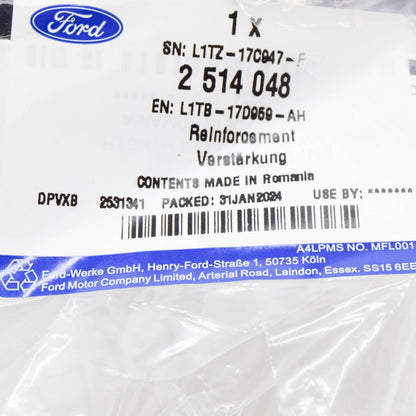 Ford
1 x
SN: L1TZ-17C947-F
2 514 048
EN: L1TB-17D959-AH
Reinforcement
Verstärkung
CONTENTS MADE IN Romania
DPVXB 2531341 PACKED: 31JAN2024 USE BY: *******
A4LPMS NO. MFL001
Ford-Werke GmbH, Henry-Ford-Straße 1, 50735 Köln
Ford Motor Company Limited, Arterial Road, Laindon, Essex. SS15 6EE